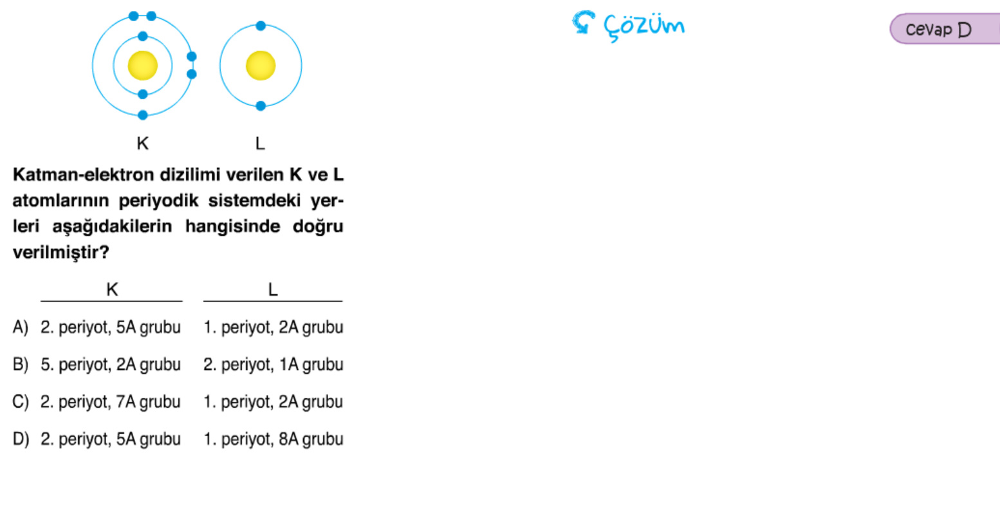 K L
Katman-elektron dizilimi verilen K ve L
atomlarının periyodik sistemdeki yer-
leri aşağıdakilerin hangisinde doğru
verilmiştir?
K L
A) 2. periyot, 5A grubu 1. periyot, 2A grubu
B) 5. periyot, 2A grubu 2. periyot, 1A grubu
C) 2. periyot, 7A grubu 1. periyot, 2A grubu
D) 2. periyot, 5A grubu 1. periyot, 8A grubu
Çözüm
Cevap D